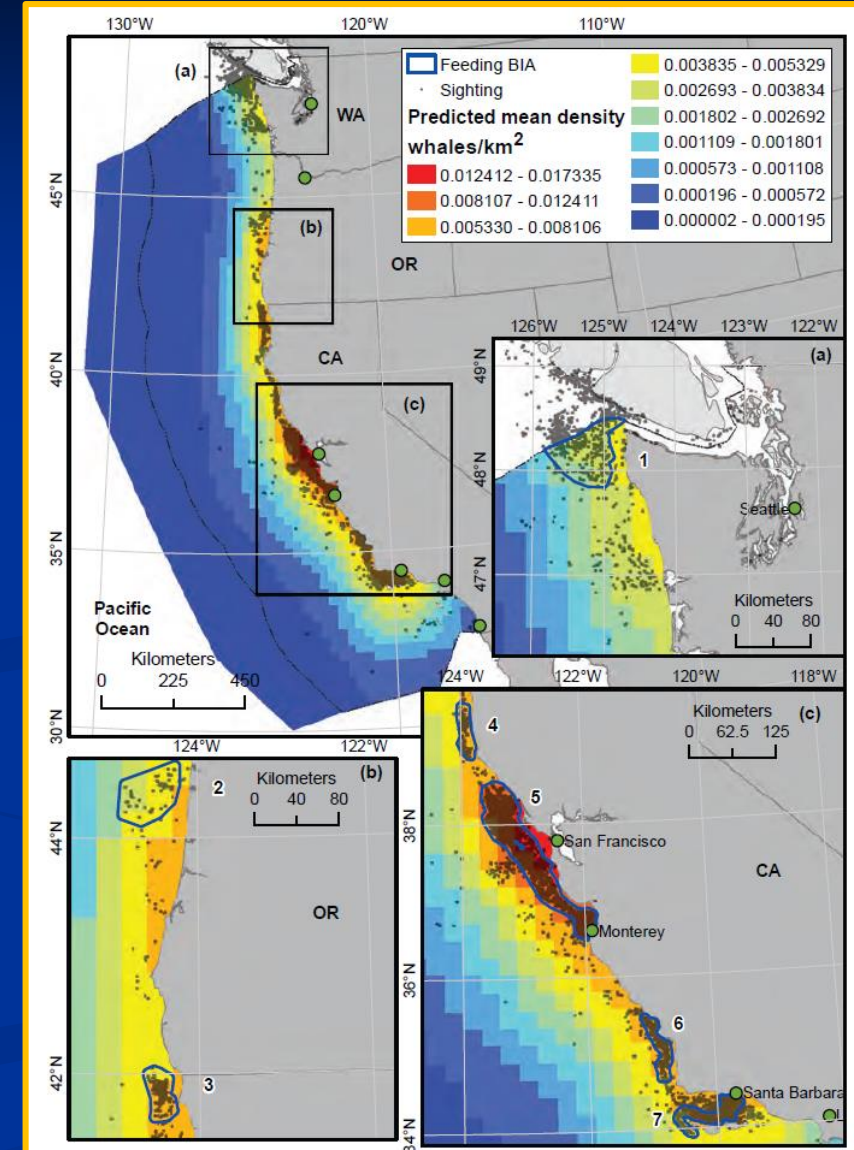 130°W 120°W 110°W
(a)
WA
45°N
(b)
OR
40°N
CA
(c)
35°N
30°N
Pacific
Ocean
Kilometers
0 225 450
Feeding BIA
Sighting
Predicted mean density
whales/km²
0.012412 - 0.017335
0.008107 - 0.012411
0.005330 - 0.008106
0.003835 - 0.005329
0.002693 - 0.003834
0.001802 - 0.002692
0.001109 - 0.001801
0.000573 - 0.001108
0.000196 - 0.000572
0.000002 - 0.000195
126°W 125°W 124°W 123°W 122°W
(a)
49°N
48°N
47°N
1
Seattle
Kilometers
0 40 80
124°W 122°W
(b)
2
Kilometers
0 40 80
44°N
OR
42°N
3
124°W 122°W 120°W 118°W
(c)
Kilometers
0 62.5 125
4
5
38°N
San Francisco
CA
Monterey
36°N
6
Santa Barbara
7
34°N